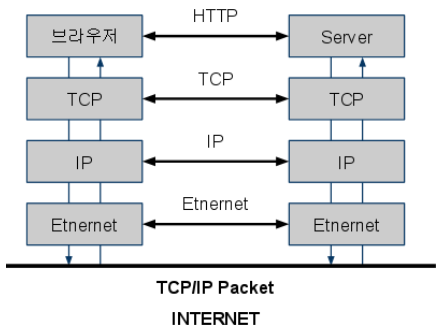 HTTP
브라우저 Server
TCP
TCP TCP
IP
IP IP
Etnernet
Etnernet Etnernet
TCP/IP Packet
INTERNET